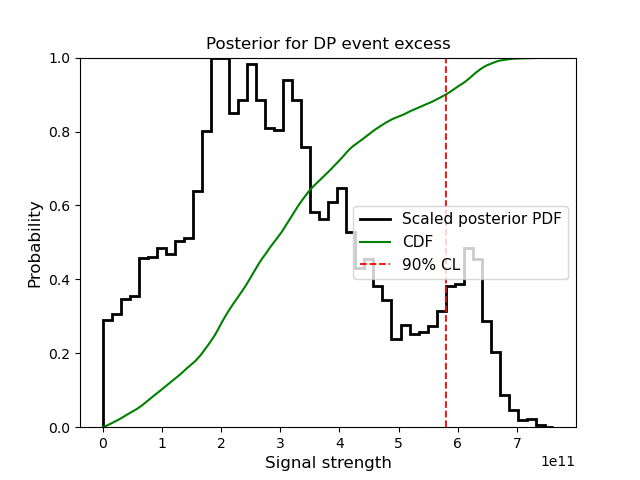 Posterior for DP event excess
Probability
1.0
0.8
0.6
0.4
0.2
0.0
Scaled posterior PDF
CDF
90% CL
0 1 2 3 4 5 6 7
1e11
Signal strength